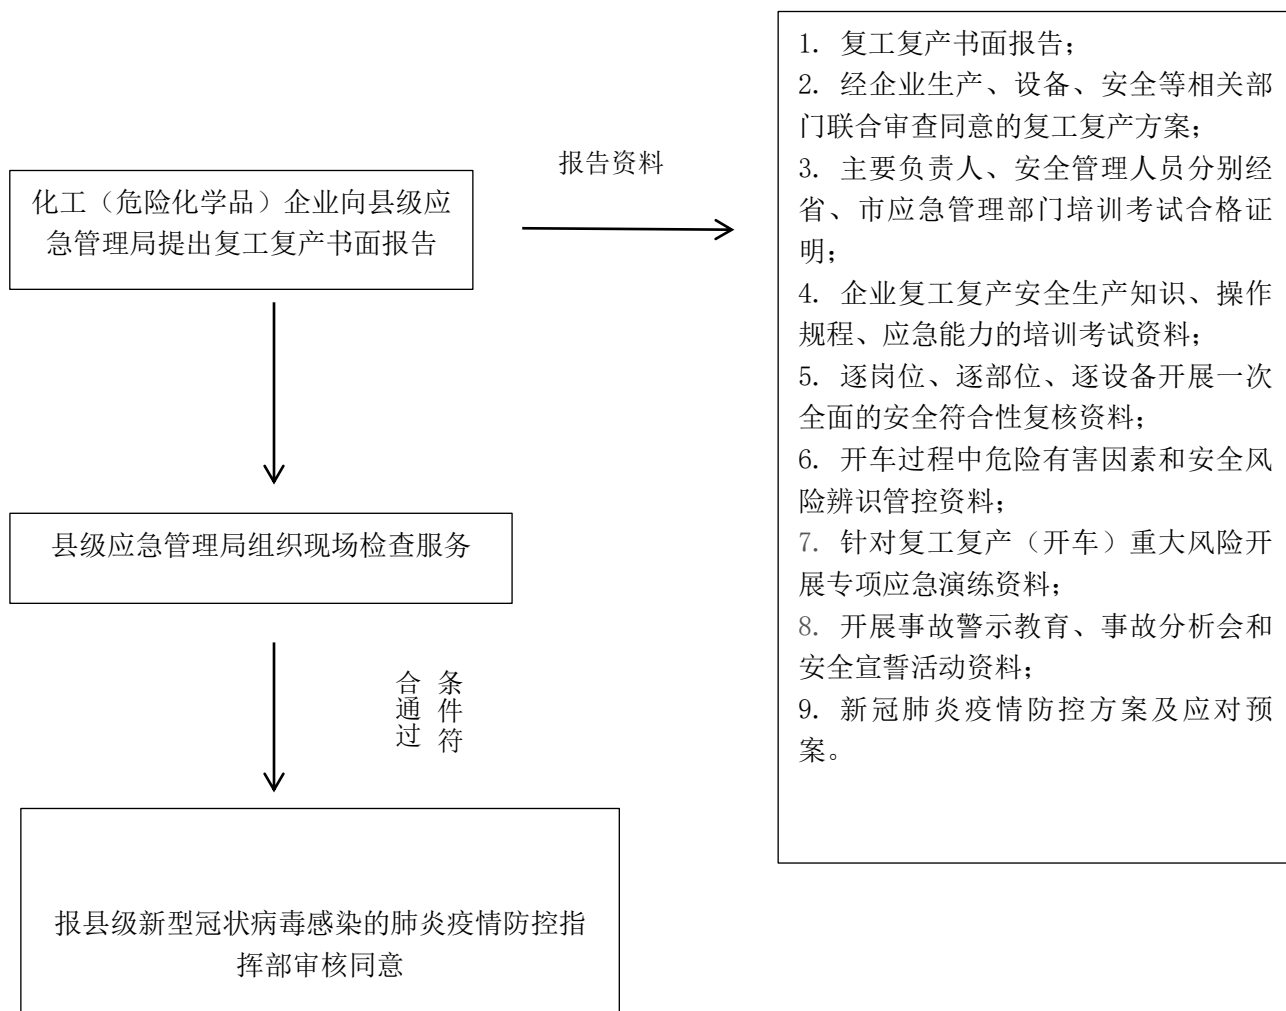 化工（危险化学品）企业向县级应
急管理局提出复工复产书面报告
报告资料
1. 复工复产书面报告；
2. 经企业生产、设备、安全等相关部
门联合审查同意的复工复产方案；
3. 主要负责人、安全管理人员分别经
省、市应急管理部门培训考试合格证
明；
4. 企业复工复产安全生产知识、操作
规程、应急能力的培训考试资料；
5. 逐岗位、逐部位、逐设备开展一次
全面的安全符合性复核资料；
6. 开车过程中危险有害因素和安全风
险辨识管控资料；
7. 针对复工复产（开车）重大风险开
展专项应急演练资料；
8. 开展事故警示教育、事故分析会和
安全宣誓活动资料；
9. 新冠肺炎疫情防控方案及应对预
案。
县级应急管理局组织现场检查服务
条件符
合通过
报县级新型冠状病毒感染的肺炎疫情防控指
挥部审核同意